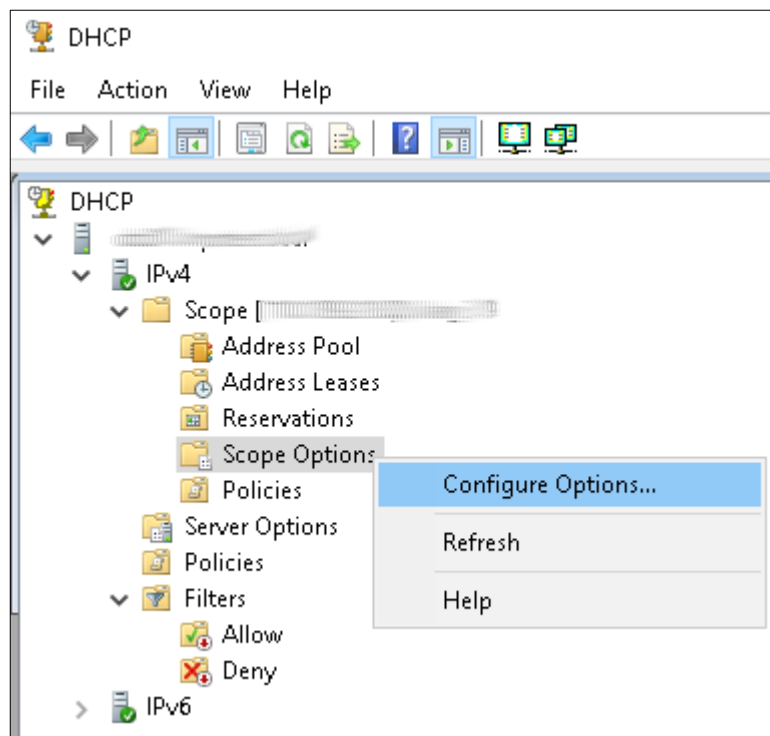 DHCP
File Action View Help
DHCP
IPv4
Scope [
Address Pool
Address Leases
Reservations
Scope Options
Configure Options...
Policies
Server Options
Refresh
Policies
Filters
Help
Allow
Deny
IPv6